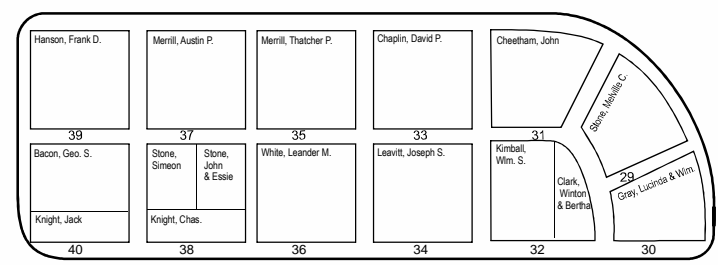 Hanson, Frank D.
Merrill, Austin P.
Merrill, Thatcher P.
Chaplin, David P.
Cheetham, John
Stone, Melville C.
39
37
35
33
31
29
Bacon, Geo. S.
Knight, Jack
Stone,
Simeon
Stone,
John
& Essie
Knight, Chas.
White, Leander M.
Leavitt, Joseph S.
Kimball,
Wlm. S.
Clark,
Winton
& Bertha
Gray, Lucinda & Wlm.
40
38
36
34
32
30